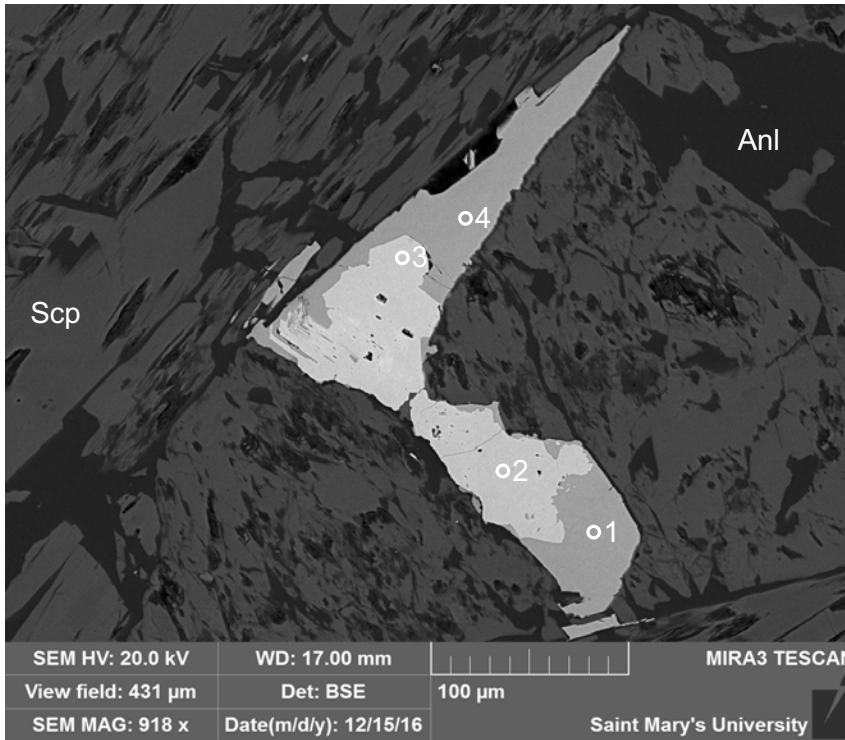 Anl
4
3
Scp
2
1
SEM HV: 20.0 kV WD: 17.00 mm MIRA3 TESCAN
View field: 431 µm Det: BSE 100 µm
SEM MAG: 918 x Date(m/d/y): 12/15/16 Saint Mary's University